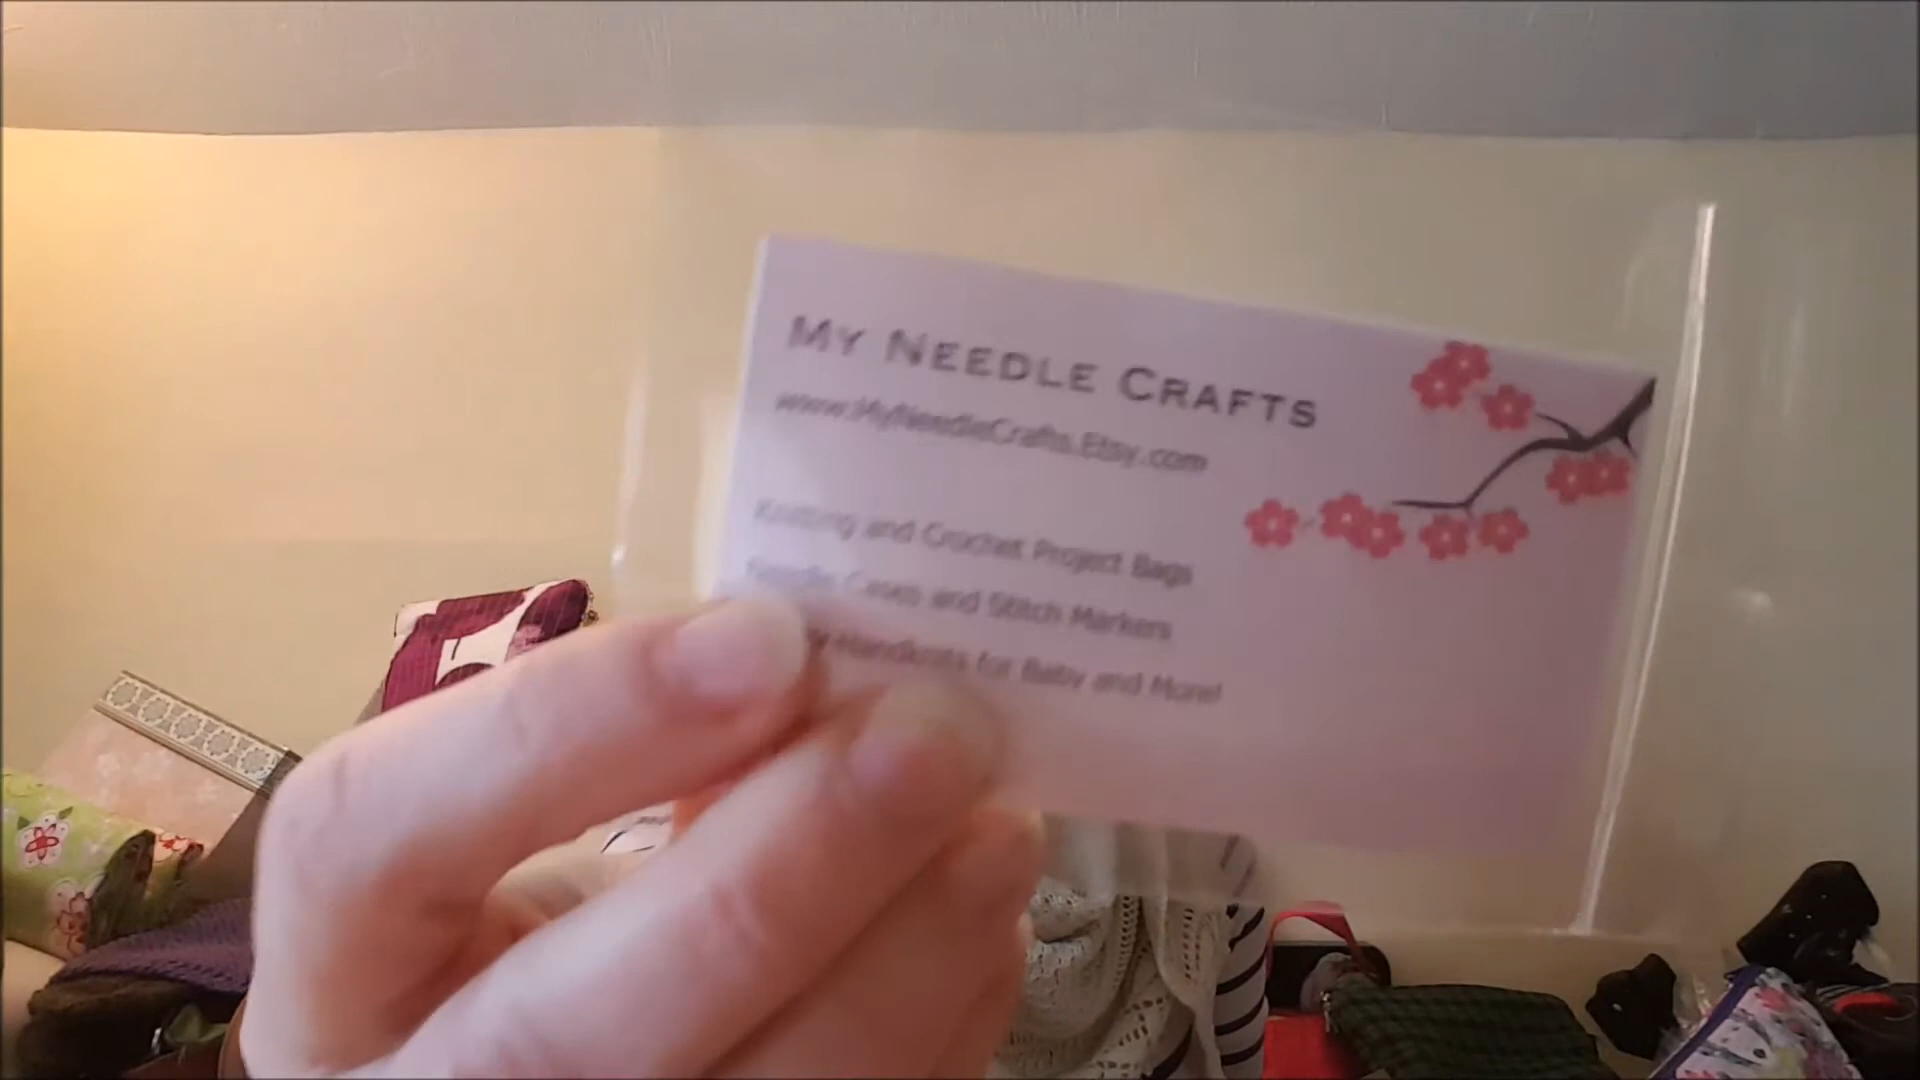 MY NEEDLE CRAFTS
www.MyNeedleCrafts.Etsy.com
Knitting and Crochet Project Bags
Needle Cases and Stitch Markers
Handknits for Baby and More!